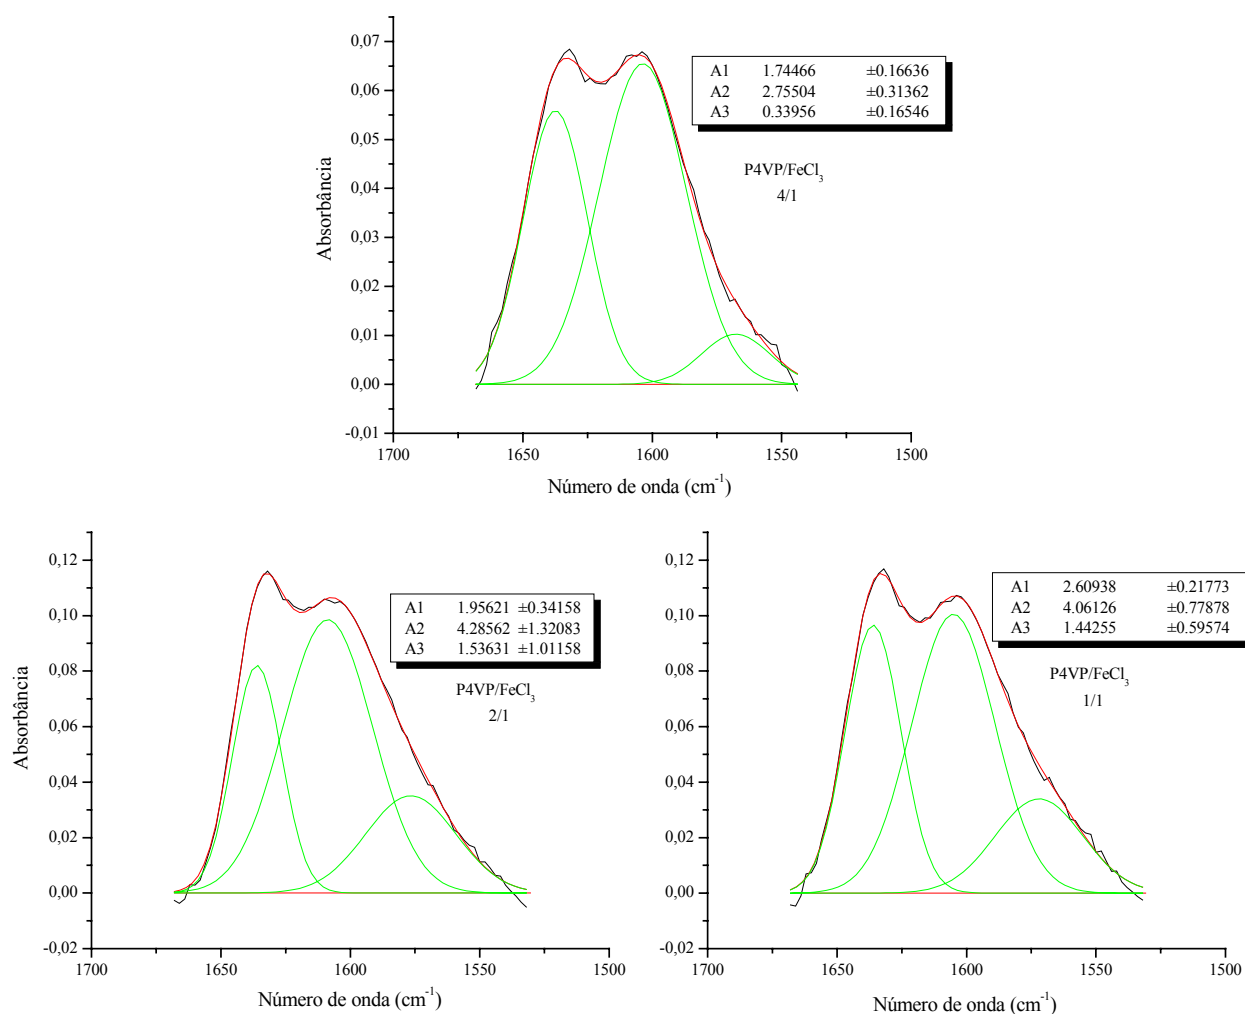 0,07
0,06
0,05
0,04
0,03
0,02
0,01
0,00
-0,01
Absorbância
1700 1650 1600 1550 1500
Número de onda (cm⁻¹)
A1 1.74466 ±0.16636
A2 2.75504 ±0.31362
A3 0.33956 ±0.16546
P4VP/FeCl₃
4/1
0,12
0,10
0,08
0,06
0,04
0,02
0,00
-0,02
Absorbância
1700 1650 1600 1550 1500
Número de onda (cm⁻¹)
A1 1.95621 ±0.34158
A2 4.28562 ±1.32083
A3 1.53631 ±1.01158
P4VP/FeCl₃
2/1
0,12
0,10
0,08
0,06
0,04
0,02
0,00
-0,02
1700 1650 1600 1550 1500
Número de onda (cm⁻¹)
A1 2.60938 ±0.21773
A2 4.06126 ±0.77878
A3 1.44255 ±0.59574
P4VP/FeCl₃
1/1